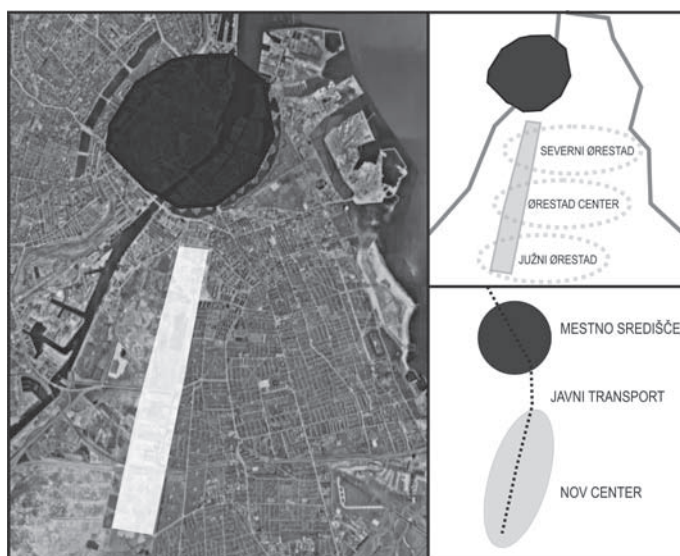 SEVERNI ØRESTAD
ØRESTAD CENTER
JUŽNI ØRESTAD
MESTNO SREDIŠČE
JAVNI TRANSPORT
NOV CENTER